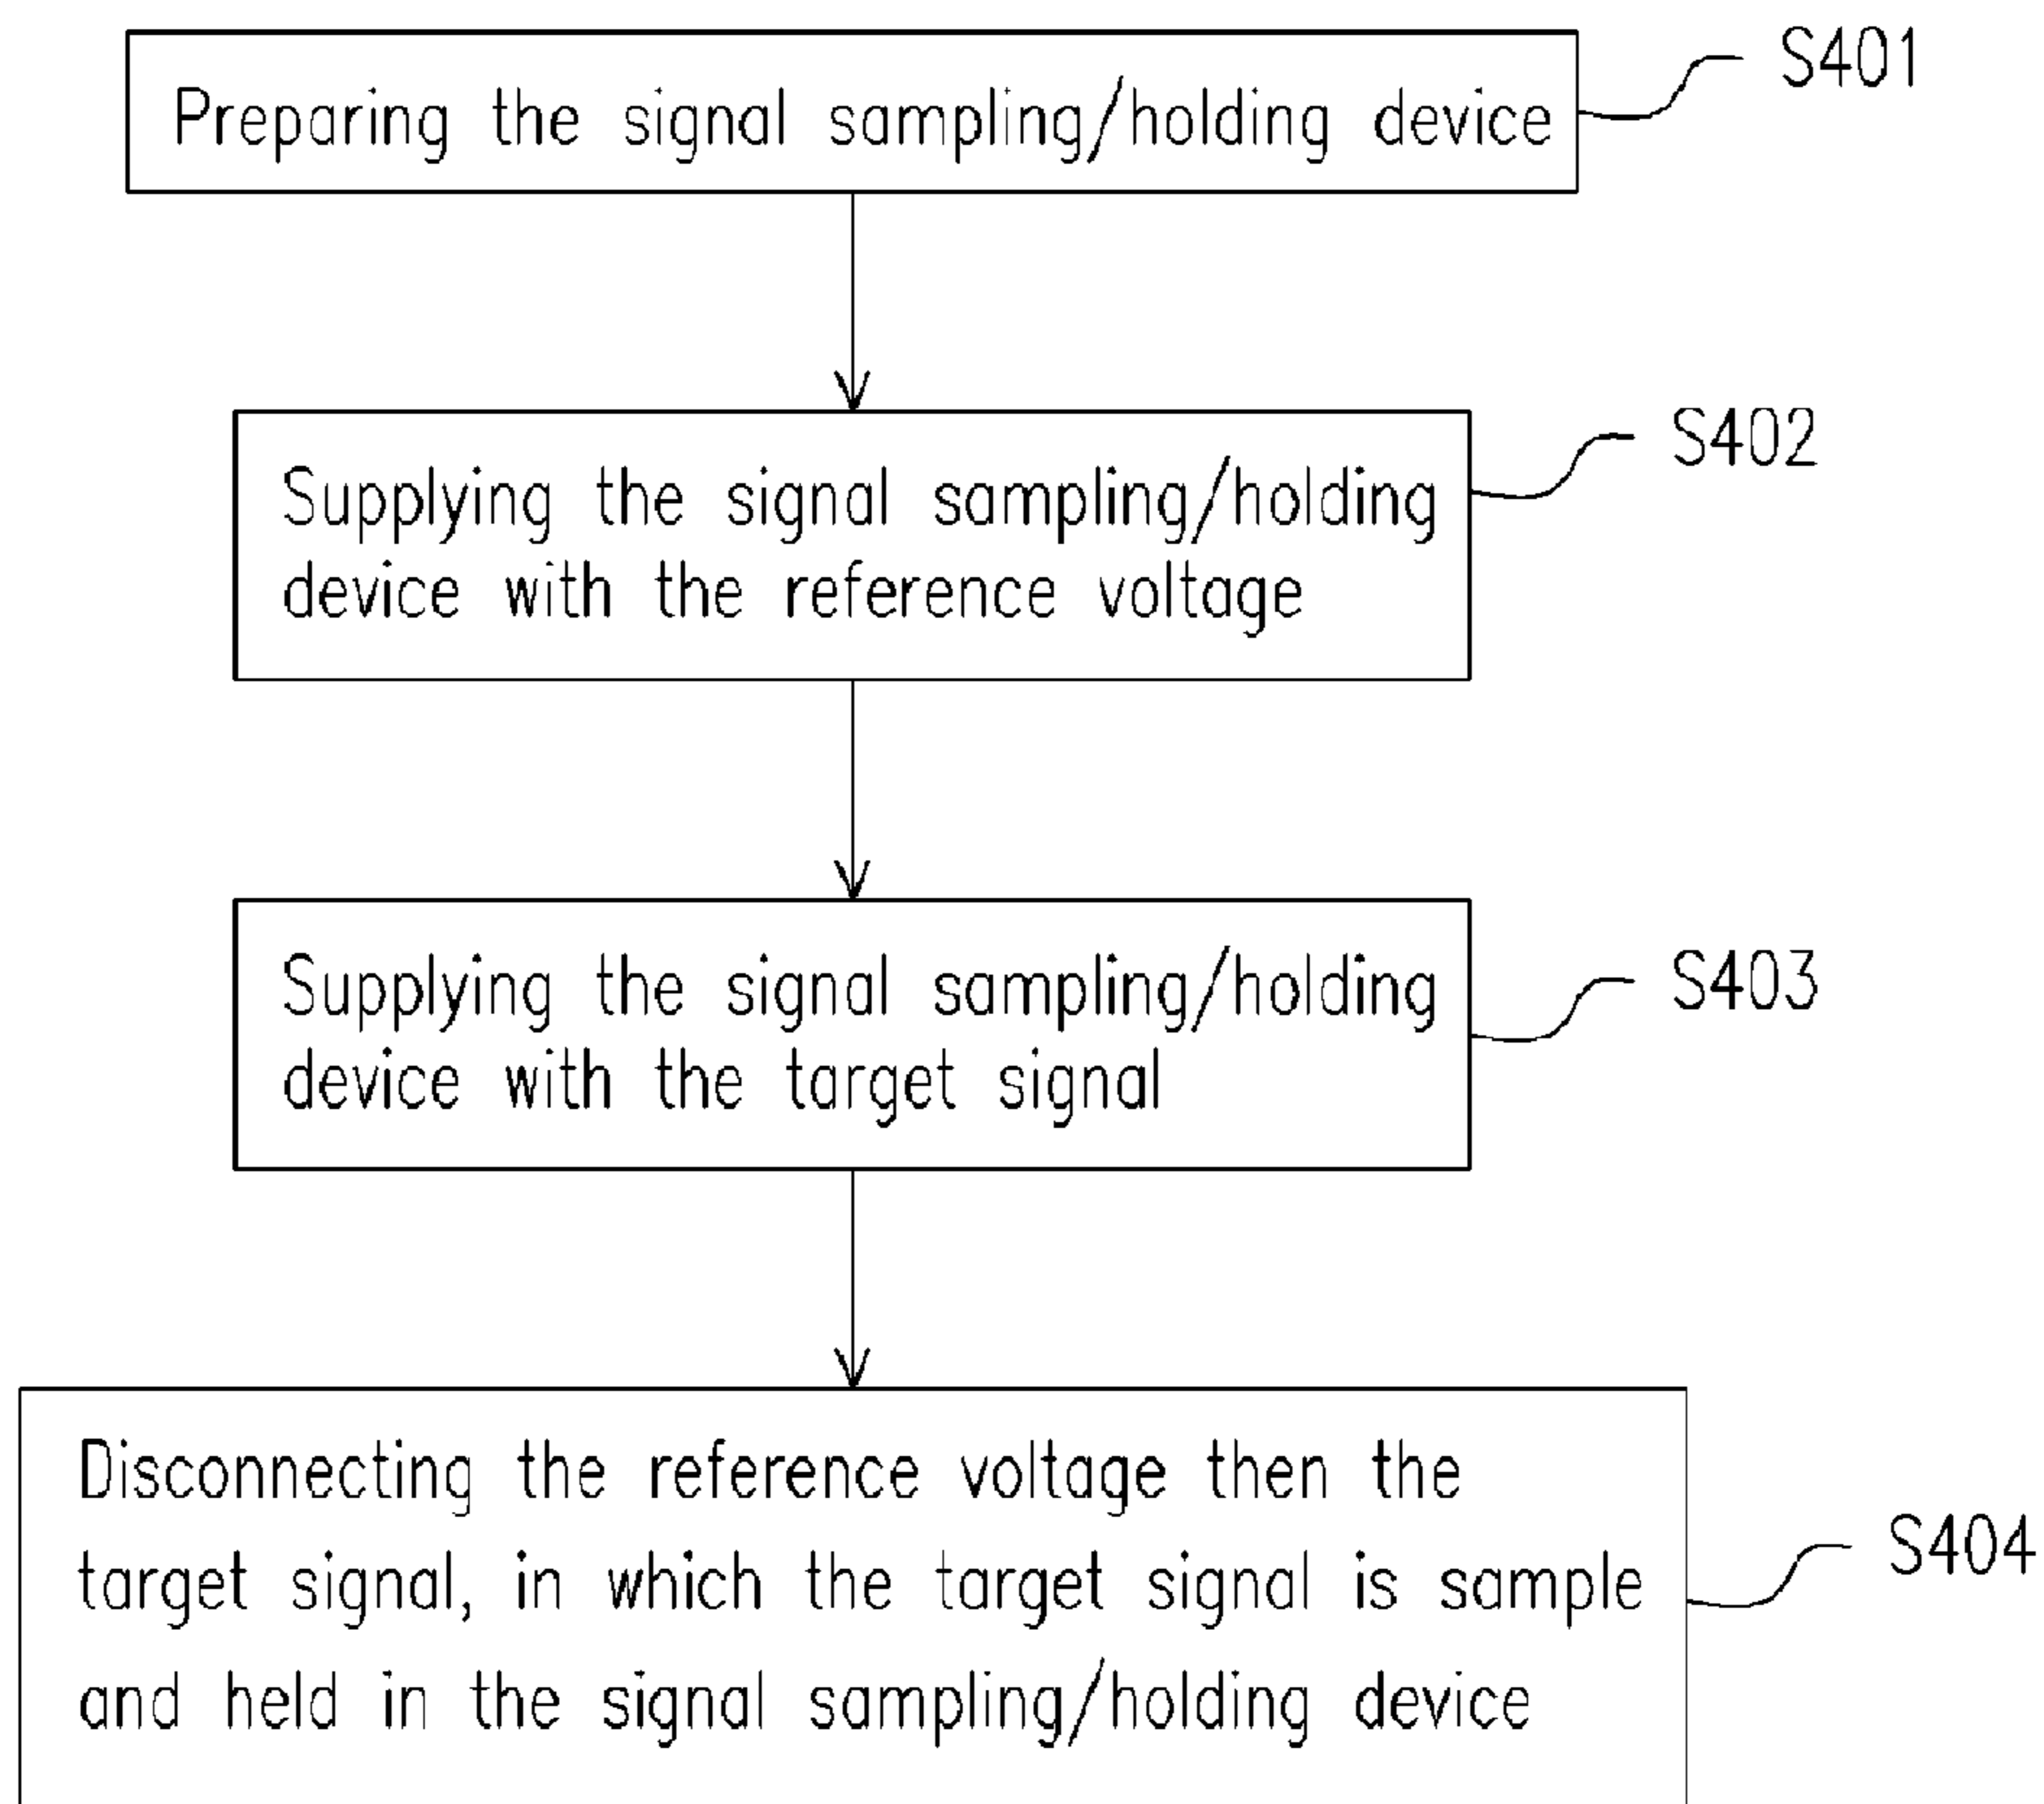 Preparing the signal sampling/holding device
S401
Supplying the signal sampling/holding
device with the reference voltage
S402
Supplying the signal sampling/holding
device with the target signal
S403
Disconnecting the reference voltage then the
target signal, in which the target signal is sample
and held in the signal sampling/holding device
S404